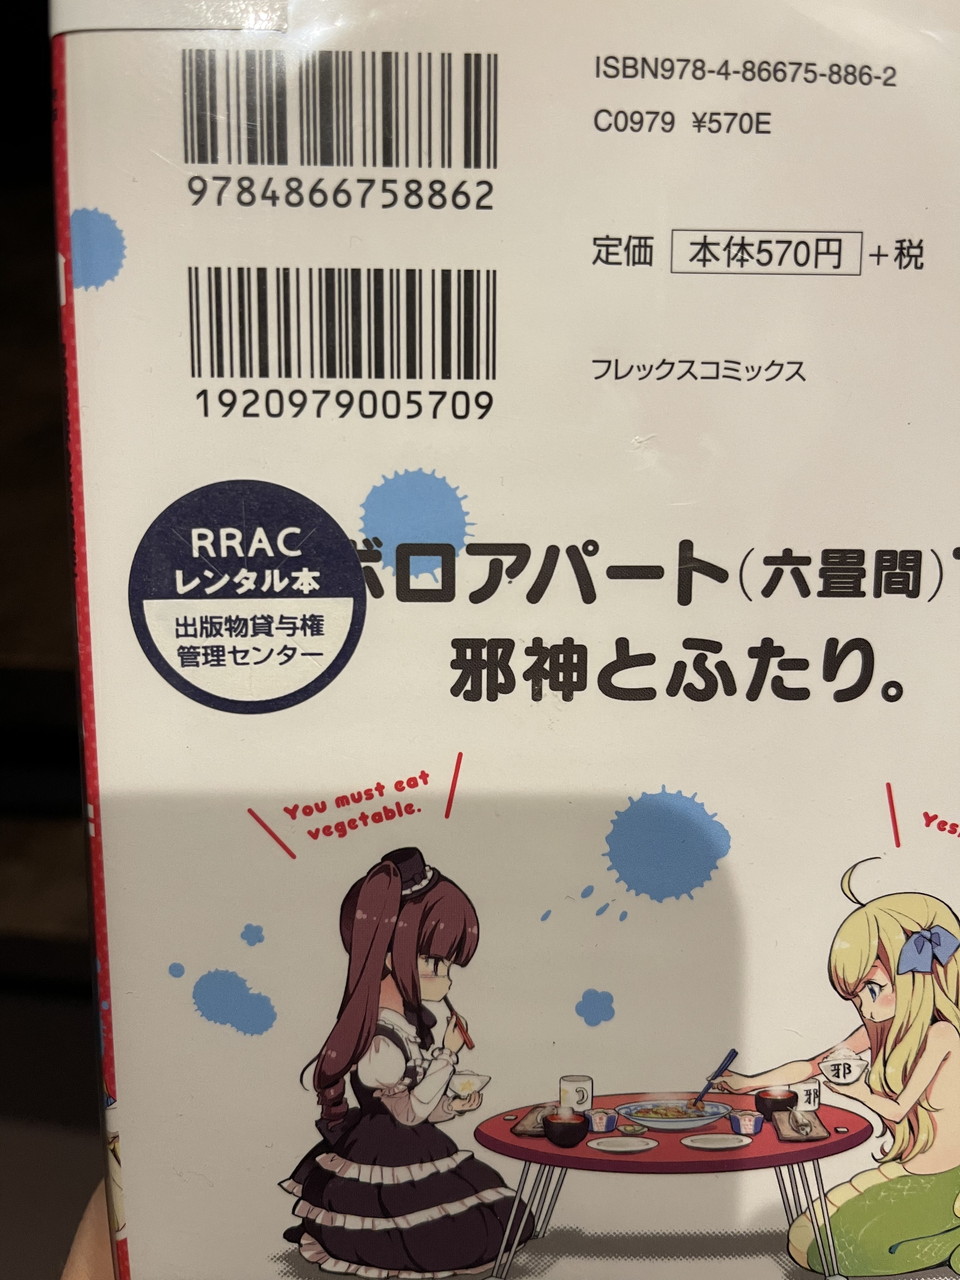 9784866758862
ISBN978-4-86675-886-2
C0979 ¥570E
1920979005709
定価 本体570円 +税
フレックスコミックス
RRAC
レンタル本
出版物貸与権
管理センター
ボロアパート(六畳間)
邪神とふたり。
You must eat
vegetable.
Yes
邪
邪